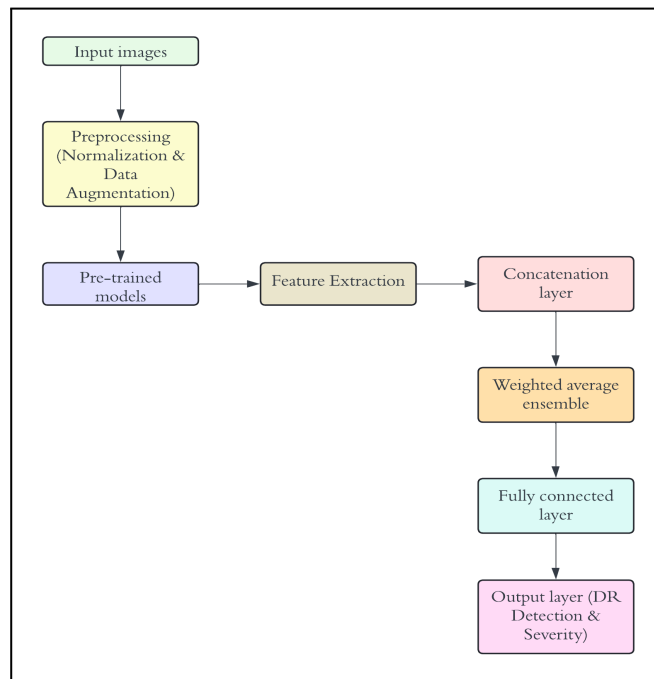 Input images
Preprocessing
(Normalization &
Data
Augmentation)
Pre-trained
models
Feature Extraction
Concatenation
layer
Weighted average
ensemble
Fully connected
layer
Output layer (DR
Detection &
Severity)